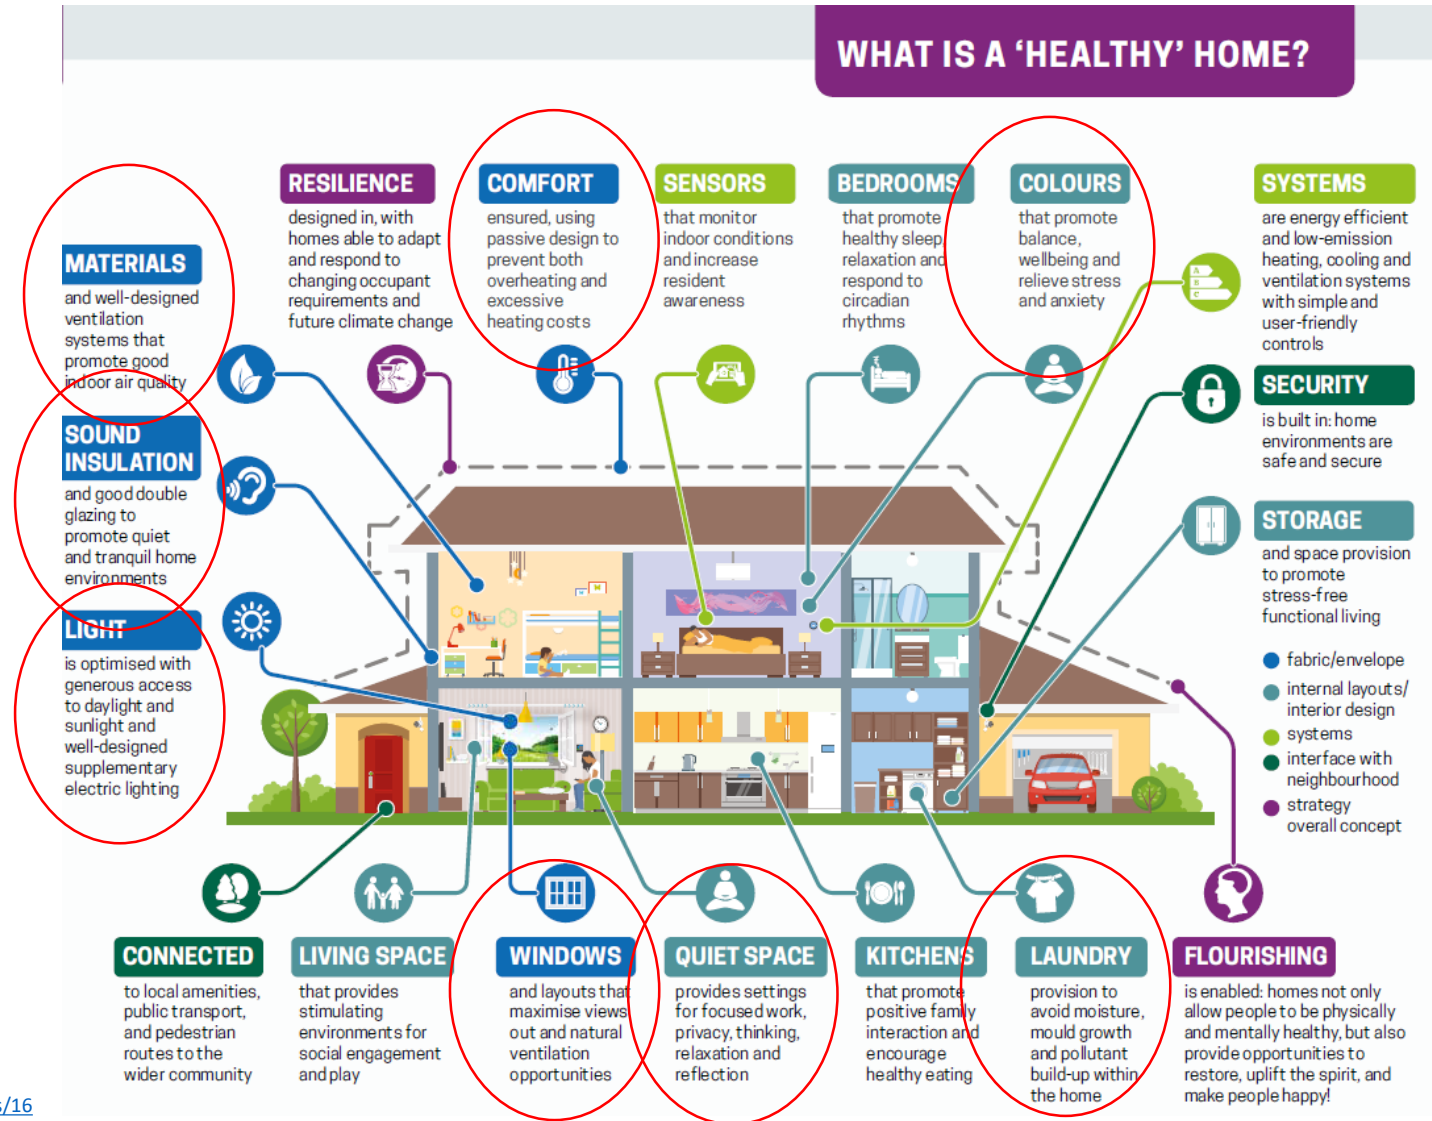 WHAT IS A ‘HEALTHY’ HOME?
MATERIALS
and well-designed
ventilation
systems that
promote good
indoor air quality
SOUND
INSULATION
and good double
glazing to
promote quiet
and tranquil home
environments
LIGHT
is optimised with
generous access
to daylight and
sunlight and
well-designed
supplementary
electric lighting
RESILIENCE
designed in, with
homes able to adapt
and respond to
changing occupant
requirements and
future climate change
COMFORT
ensured, using
passive design to
prevent both
overheating and
excessive
heating costs
SENSORS
that monitor
indoor conditions
and increase
resident
awareness
BEDROOMS
that promote
healthy sleep,
relaxation and
respond to
circadian
rhythms
COLOURS
that promote
balance,
wellbeing and
relieve stress
and anxiety
SYSTEMS
are energy efficient
and low-emission
heating, cooling and
ventilation systems
with simple and
user-friendly
controls
A
B
C
SECURITY
is built in: home
environments are
safe and secure
STORAGE
and space provision
to promote
stress-free
functional living
fabric/envelope
internal layouts/
interior design
systems
interface with
neighbourhood
strategy
overall concept
CONNECTED
to local amenities,
public transport,
and pedestrian
routes to the
wider community
LIVING SPACE
that provides
stimulating
environments for
social engagement
and play
WINDOWS
and layouts that
maximise views
out and natural
ventilation
opportunities
QUIET SPACE
provides settings
for focused work,
privacy, thinking,
relaxation and
reflection
KITCHENS
that promote
positive family
interaction and
encourage
healthy eating
LAUNDRY
provision to
avoid moisture,
mould growth
and pollutant
build-up within
the home
FLOURISHING
is enabled: homes not only
allow people to be physically
and mentally healthy, but also
provide opportunities to
restore, uplift the spirit, and
make people happy!
s/16